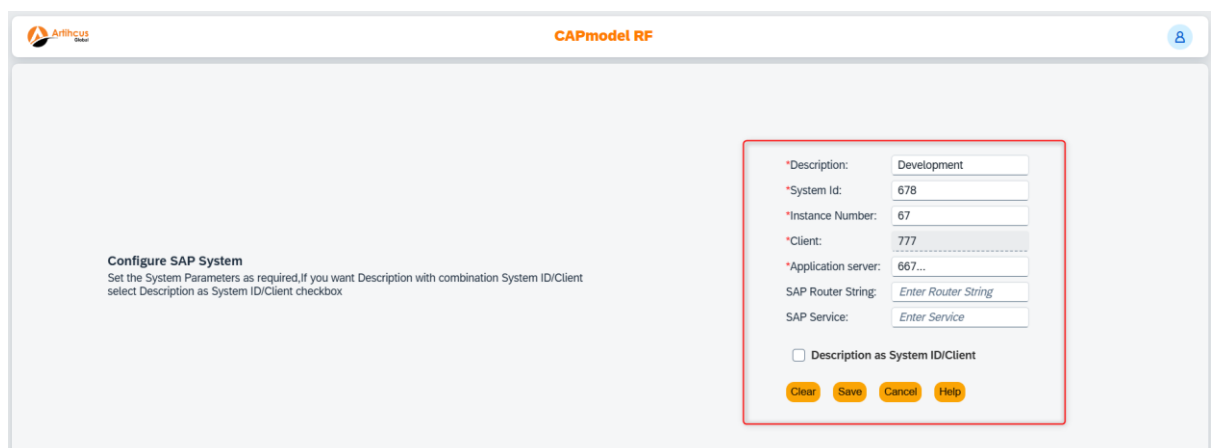 Artihcus
Global
CAPmodel RF
*Description: Development
*System Id: 678
*Instance Number: 67
*Client: 777
Configure SAP System
Set the System Parameters as required,If you want Description with combination System ID/Client
select Description as System ID/Client checkbox
*Application server: 667...
SAP Router String: Enter Router String
SAP Service: Enter Service
Description as System ID/Client
Clear Save Cancel Help